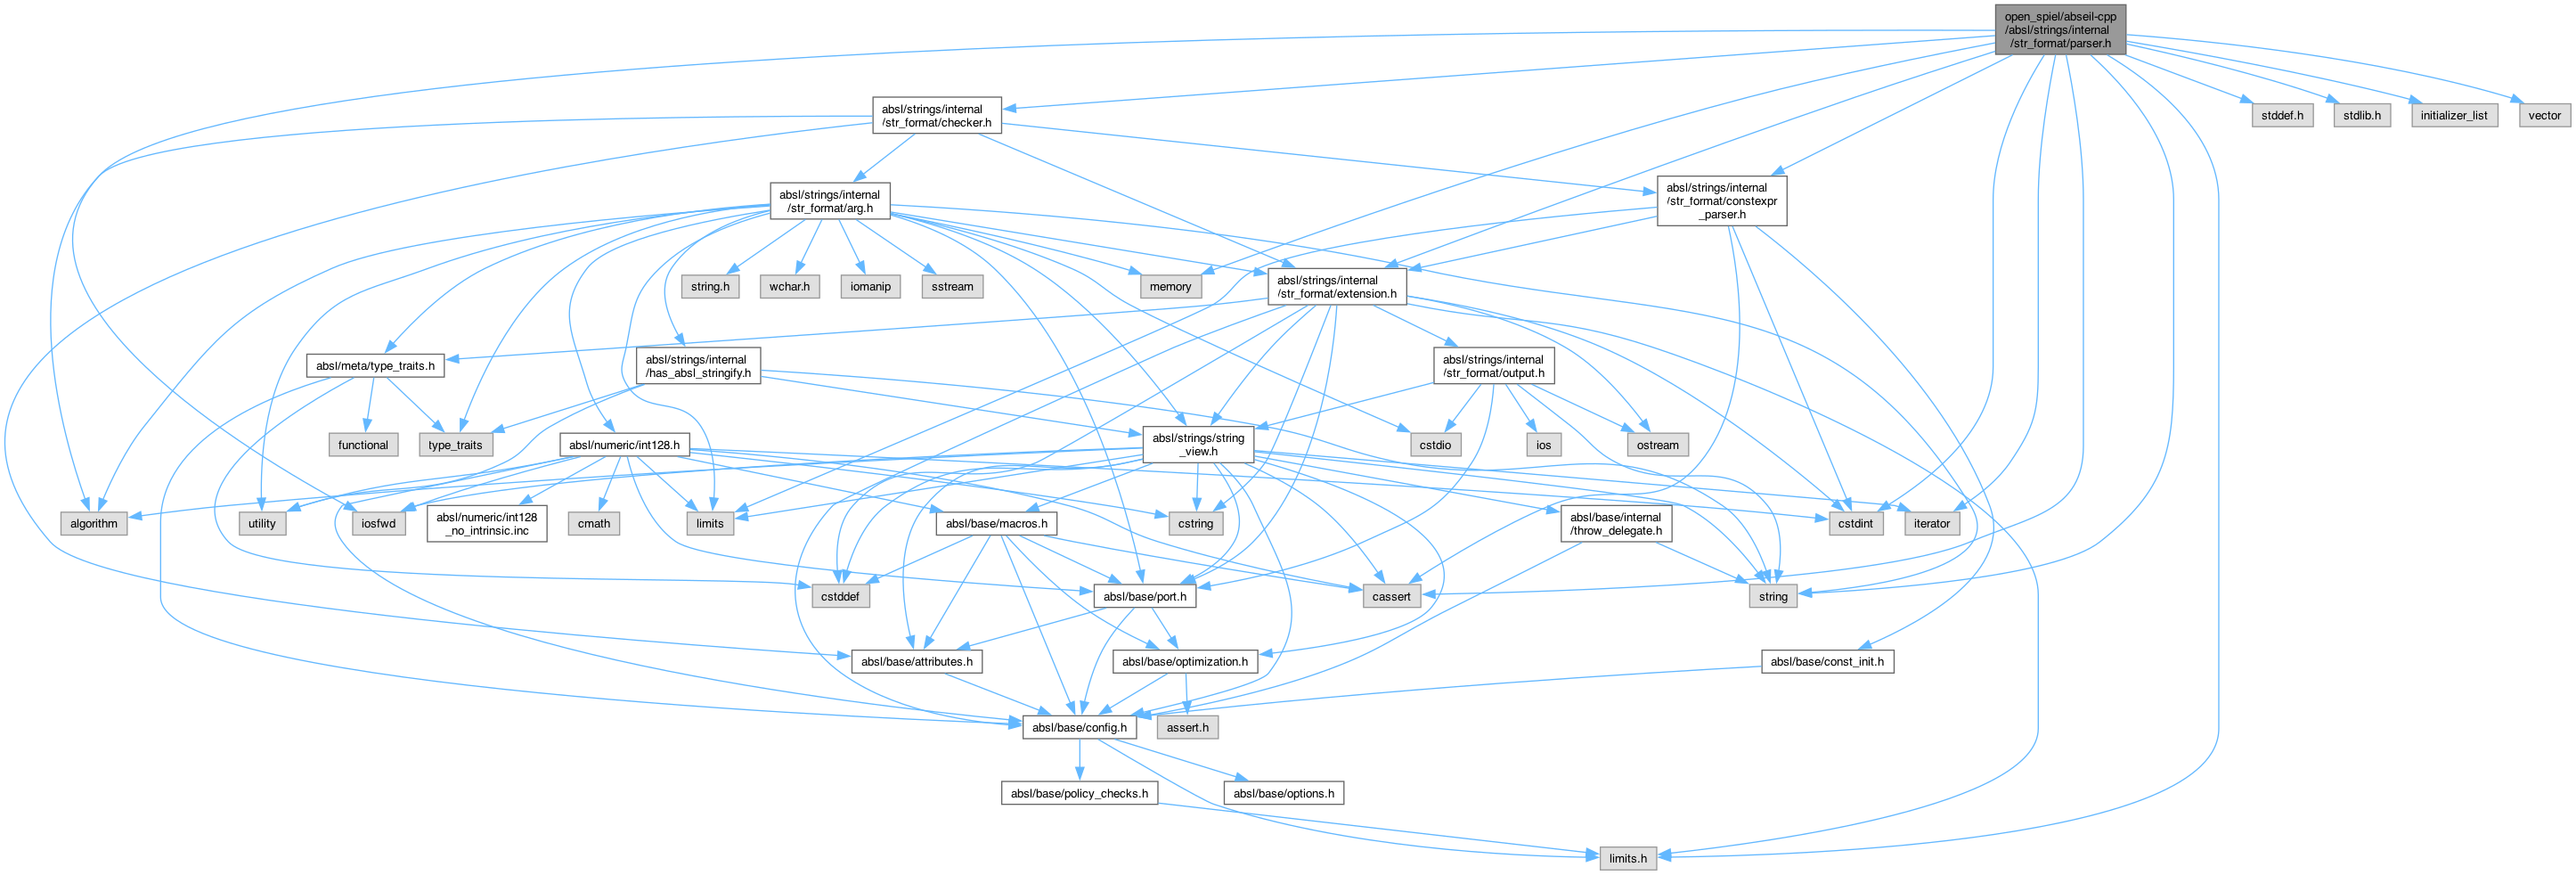 open_spiel/abseil-cpp
/absl/strings/internal
/str_format/parser.h
absl/strings/internal
/str_format/checker.h
stddef.h
stdlib.h
initializer_list
vector
absl/strings/internal
/str_format/arg.h
absl/strings/internal
/str_format/constexpr
_parser.h
string.h
wchar.h
iomanip
sstream
memory
absl/strings/internal
/str_format/extension.h
absl/meta/type_traits.h
absl/strings/internal
/has_absl_stringify.h
absl/strings/internal
/str_format/output.h
functional
type_traits
absl/numeric/int128.h
absl/strings/string
_view.h
cstdio
ios
ostream
algorithm
utility
iosfwd
absl/numeric/int128
_no_intrinsic.inc
cmath
limits
absl/base/macros.h
cstring
absl/base/internal
/throw_delegate.h
cstdint
iterator
cstddef
absl/base/port.h
cassert
string
absl/base/attributes.h
absl/base/optimization.h
absl/base/const_init.h
absl/base/config.h
assert.h
absl/base/policy_checks.h
absl/base/options.h
limits.h